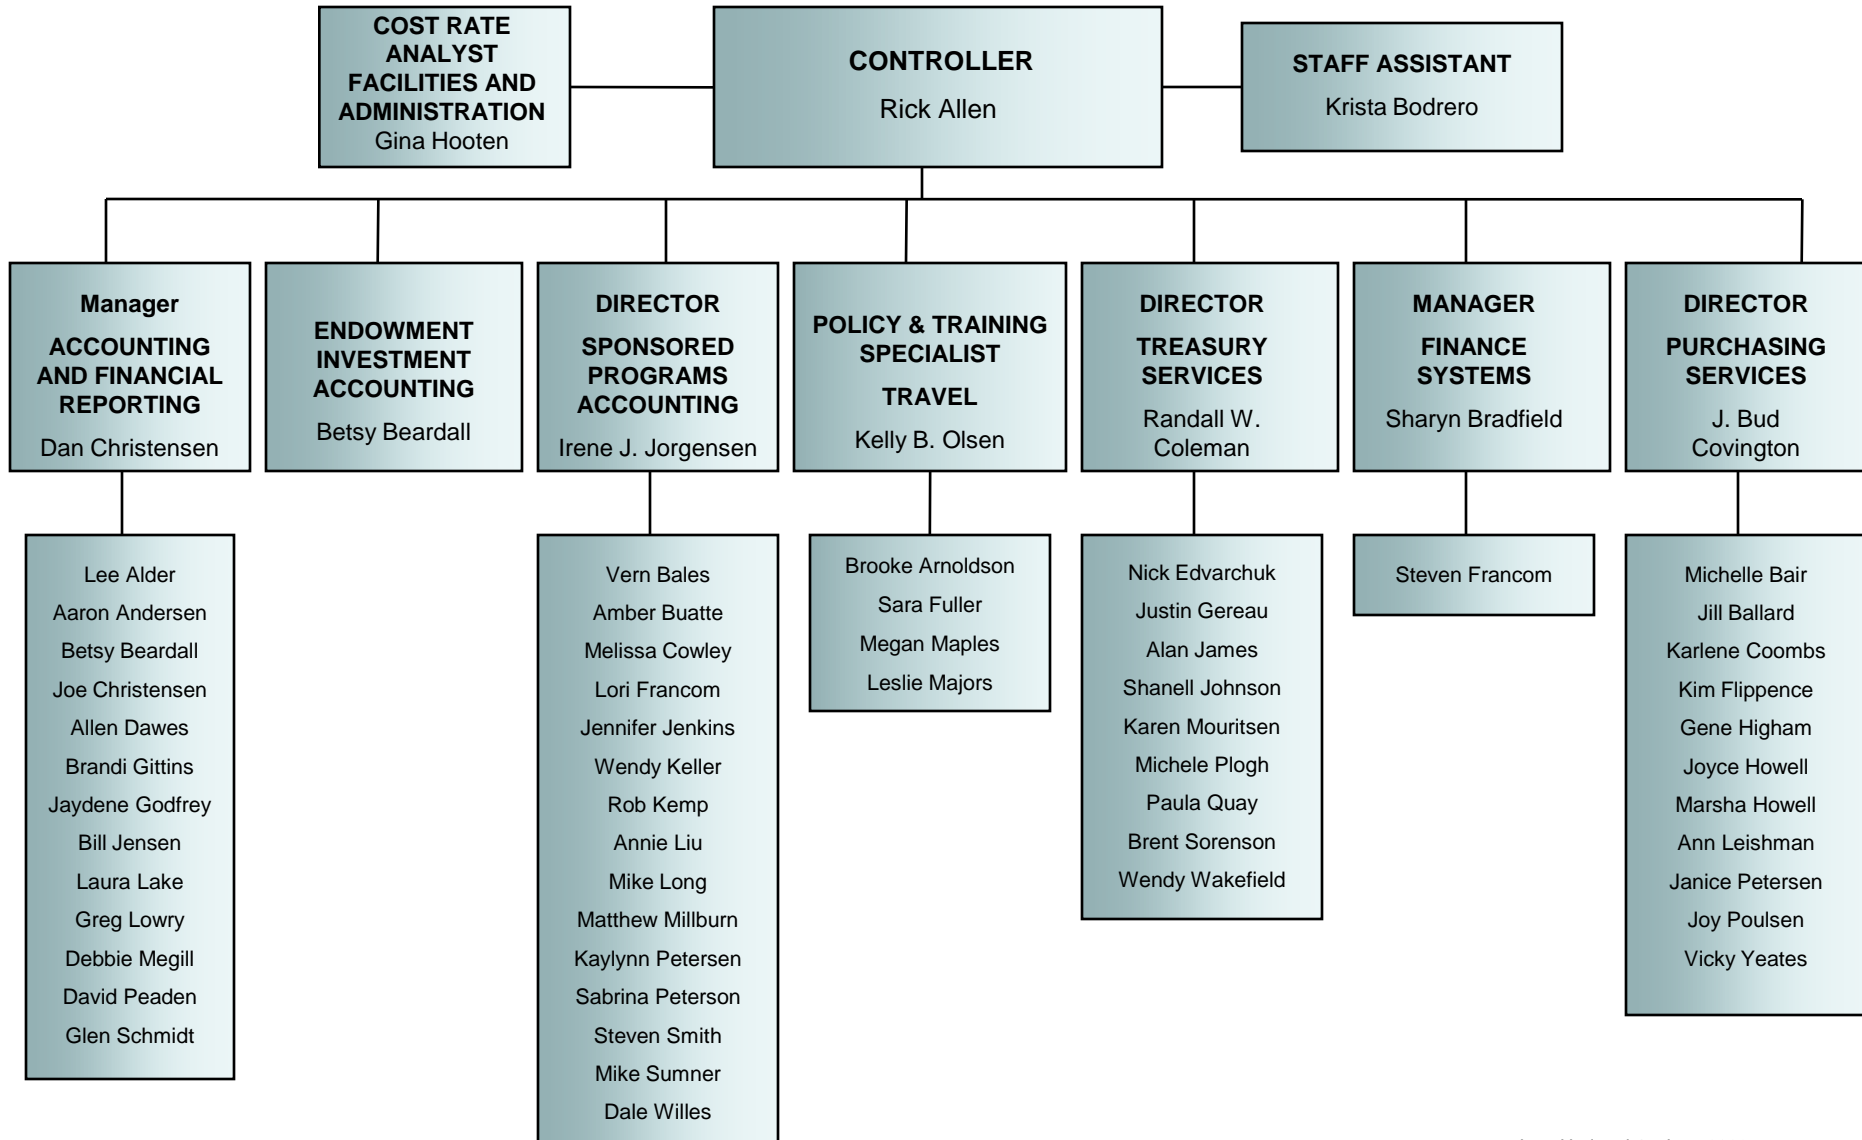 COST RATE
ANALYST
FACILITIES AND
ADMINISTRATION
Gina Hooten
CONTROLLER
Rick Allen
STAFF ASSISTANT
Krista Bodrero
Manager
ACCOUNTING
AND FINANCIAL
REPORTING
Dan Christensen
ENDOWMENT
INVESTMENT
ACCOUNTING
Betsy Beardall
DIRECTOR
SPONSORED
PROGRAMS
ACCOUNTING
Irene J. Jorgensen
POLICY & TRAINING
SPECIALIST
TRAVEL
Kelly B. Olsen
DIRECTOR
TREASURY
SERVICES
Randall W.
Coleman
MANAGER
FINANCE
SYSTEMS
Sharyn Bradfield
DIRECTOR
PURCHASING
SERVICES
J. Bud
Covington
Lee Alder
Aaron Andersen
Betsy Beardall
Joe Christensen
Allen Dawes
Brandi Gittins
Jaydene Godfrey
Bill Jensen
Laura Lake
Greg Lowry
Debbie Megill
David Peaden
Glen Schmidt
Vern Bales
Amber Buatte
Melissa Cowley
Lori Francom
Jennifer Jenkins
Wendy Keller
Rob Kemp
Annie Liu
Mike Long
Matthew Millburn
Kaylynn Petersen
Sabrina Peterson
Steven Smith
Mike Sumner
Dale Willes
Brooke Arnoldson
Sara Fuller
Megan Maples
Leslie Majors
Nick Edvarchuk
Justin Gereau
Alan James
Shanell Johnson
Karen Mouritsen
Michele Plogh
Paula Quay
Brent Sorenson
Wendy Wakefield
Steven Francom
Michelle Bair
Jill Ballard
Karlene Coombs
Kim Flippence
Gene Higham
Joyce Howell
Marsha Howell
Ann Leishman
Janice Petersen
Joy Poulsen
Vicky Yeates